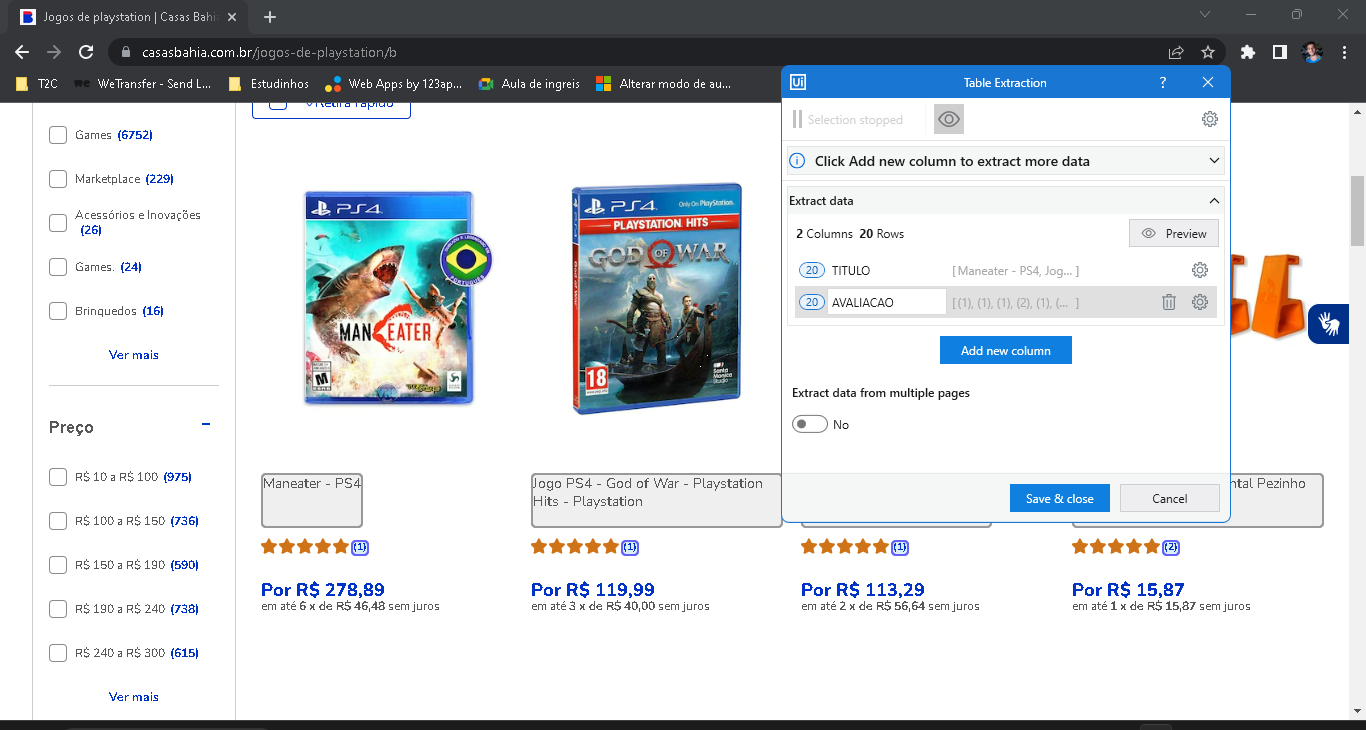 Jogos de playstation | Casas Bahi
casasbahia.com.br/jogos-de-playstation/b
T2C
WeTransfer - Send L...
Estudinhos
Web Apps by 123ap...
Aula de ingreis
Alterar modo de au...
Retira rápido
Games (6752)
Marketplace (229)
Acessórios e Inovações
(26)
Games. (24)
Brinquedos (16)
Ver mais
Preço
R$ 10 a R$ 100 (975)
R$ 100 a R$ 150 (736)
R$ 150 a R$ 190 (590)
R$ 190 a R$ 240 (738)
R$ 240 a R$ 300 (615)
Ver mais
PS4
MANEATER
M
PS4
Only On PlayStation.
PLAYSTATION HITS
GOD OF WAR
18
Santa Monica Studio
Ui
Table Extraction
?
Selection stopped
Click Add new column to extract more data
Extract data
2 Columns 20 Rows
Preview
20 TITULO [ Maneater - PS4, Jog... ]
20 AVALIACAO [ (1), (1), (1), (2), (1), (... ]
Add new column
Extract data from multiple pages
No
Save & close
Cancel
Maneater - PS4
Jogo PS4 - God of War - Playstation
Hits - Playstation
ntal Pezinho
(1)
(1)
(1)
(2)
Por R$ 278,89
em até 6 x de R$ 46,48 sem juros
Por R$ 119,99
em até 3 x de R$ 40,00 sem juros
Por R$ 113,29
em até 2 x de R$ 56,64 sem juros
Por R$ 15,87
em até 1 x de R$ 15,87 sem juros